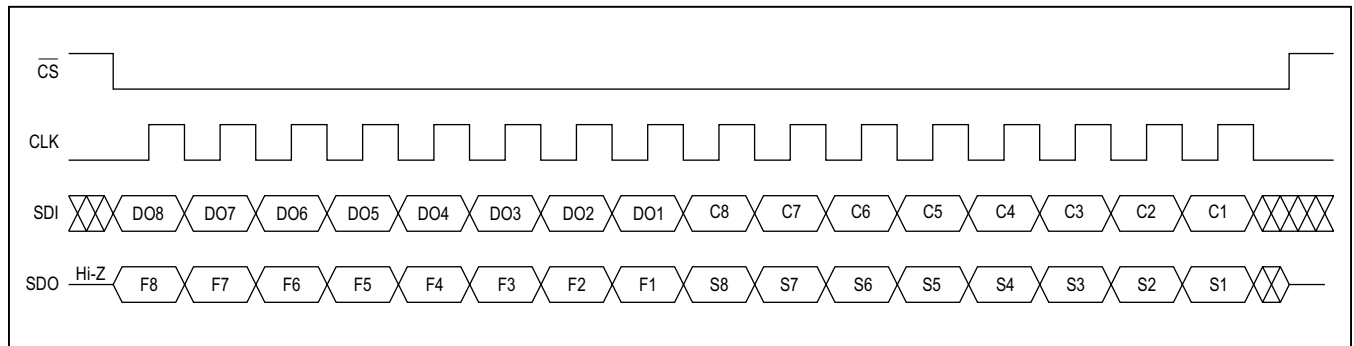 CS
CLK
SDI DO8 DO7 DO6 DO5 DO4 DO3 DO2 DO1 C8 C7 C6 C5 C4 C3 C2 C1
SDO Hi-Z F8 F7 F6 F5 F4 F3 F2 F1 S8 S7 S6 S5 S4 S3 S2 S1